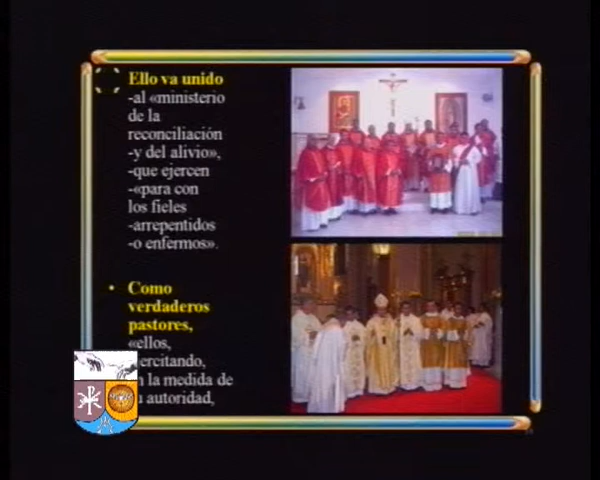 Ello va unido
-al «ministerio
de la
reconciliación
-y del alivio»,
-que ejercen
-«para con
los fieles
-arrepentidos
-o enfermos».
• Como
verdaderos
pastores,
«ellos,
ercitando,
la medida de
autoridad,